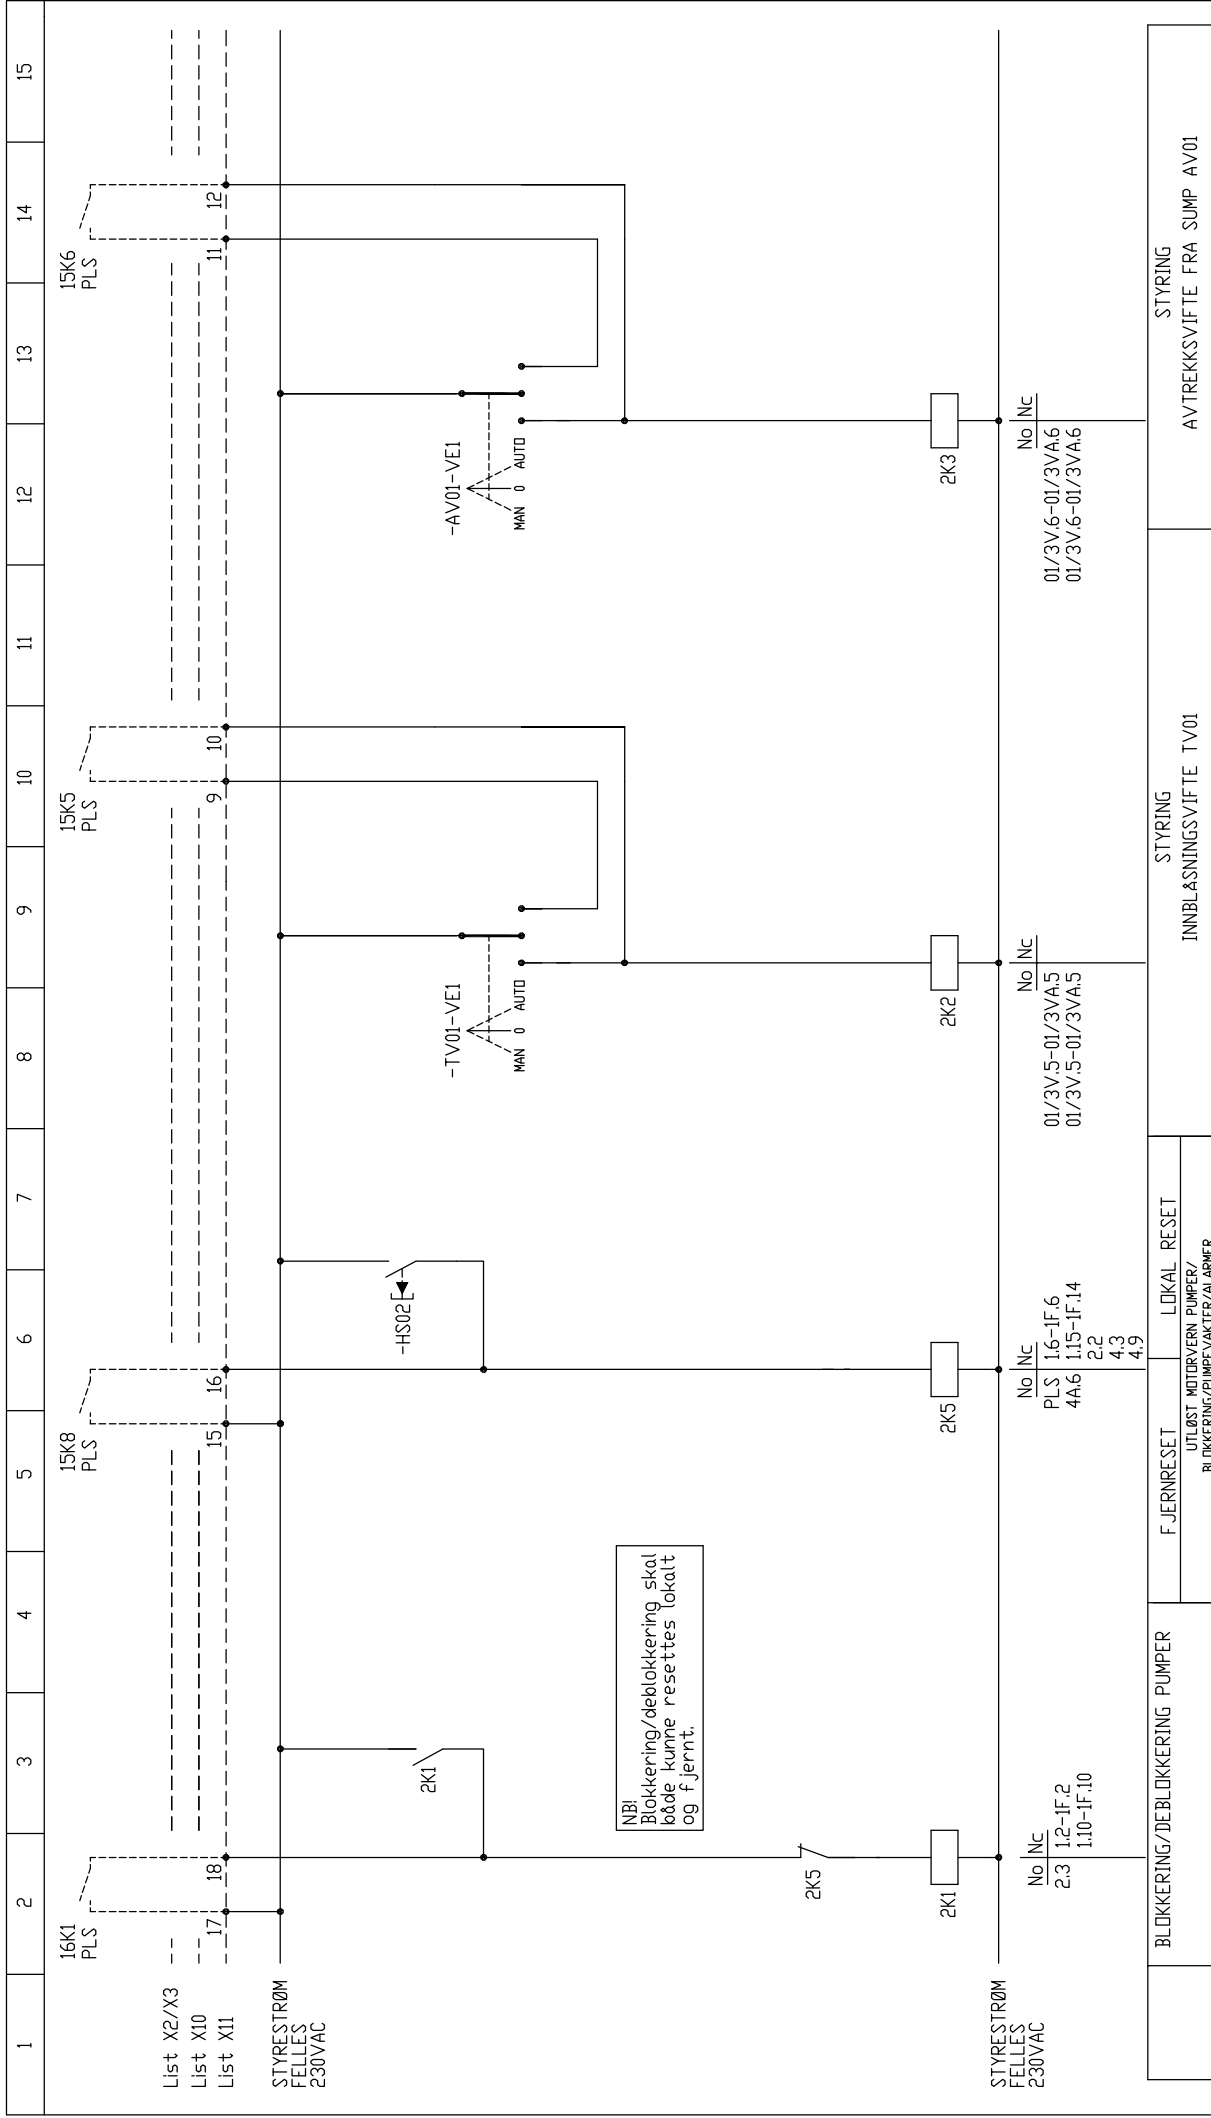 1 2 3 4 5 6 7 8 9 10 11 12 13 14 15
16K1
PLS
15K8
PLS
15K5
PLS
15K6
PLS
List X2/X3
List X10
List X11
17 18 15 16 9 10 11 12
STYRESTRØM
FELLES
230VAC
2K1
-HS02
-TV01-VE1
MAN 0 AUTO
-AV01-VE1
MAN 0 AUTO
NB!
Blokkering/deblokkering skal
både kunne resettes lokalt
og fjernt.
2K5
2K1
2K5
2K2
2K3
STYRESTRØM
FELLES
230VAC
No Nc
2.3 1.2-1F.2
1.10-1F.10
No Nc
PLS 1.6-1F.6
4A.6 1.15-1F.14
2.2
4.3
4.9
No Nc
01/3V.5-01/3VA.5
01/3V.5-01/3VA.5
No Nc
01/3V.6-01/3VA.6
01/3V.6-01/3VA.6
BLOKKERING/DEBLOKKERING PUMPER
FJERNRESET LOKAL RESET
UTLØST MOTORVERN PUMPER/
BLOKKERING/PUMPEVAKTER/ALARMER
STYRING
INNBLÅSNINGSVIFTE TV01
STYRING
AVTREKKSVIFTE FRA SUMP AV01